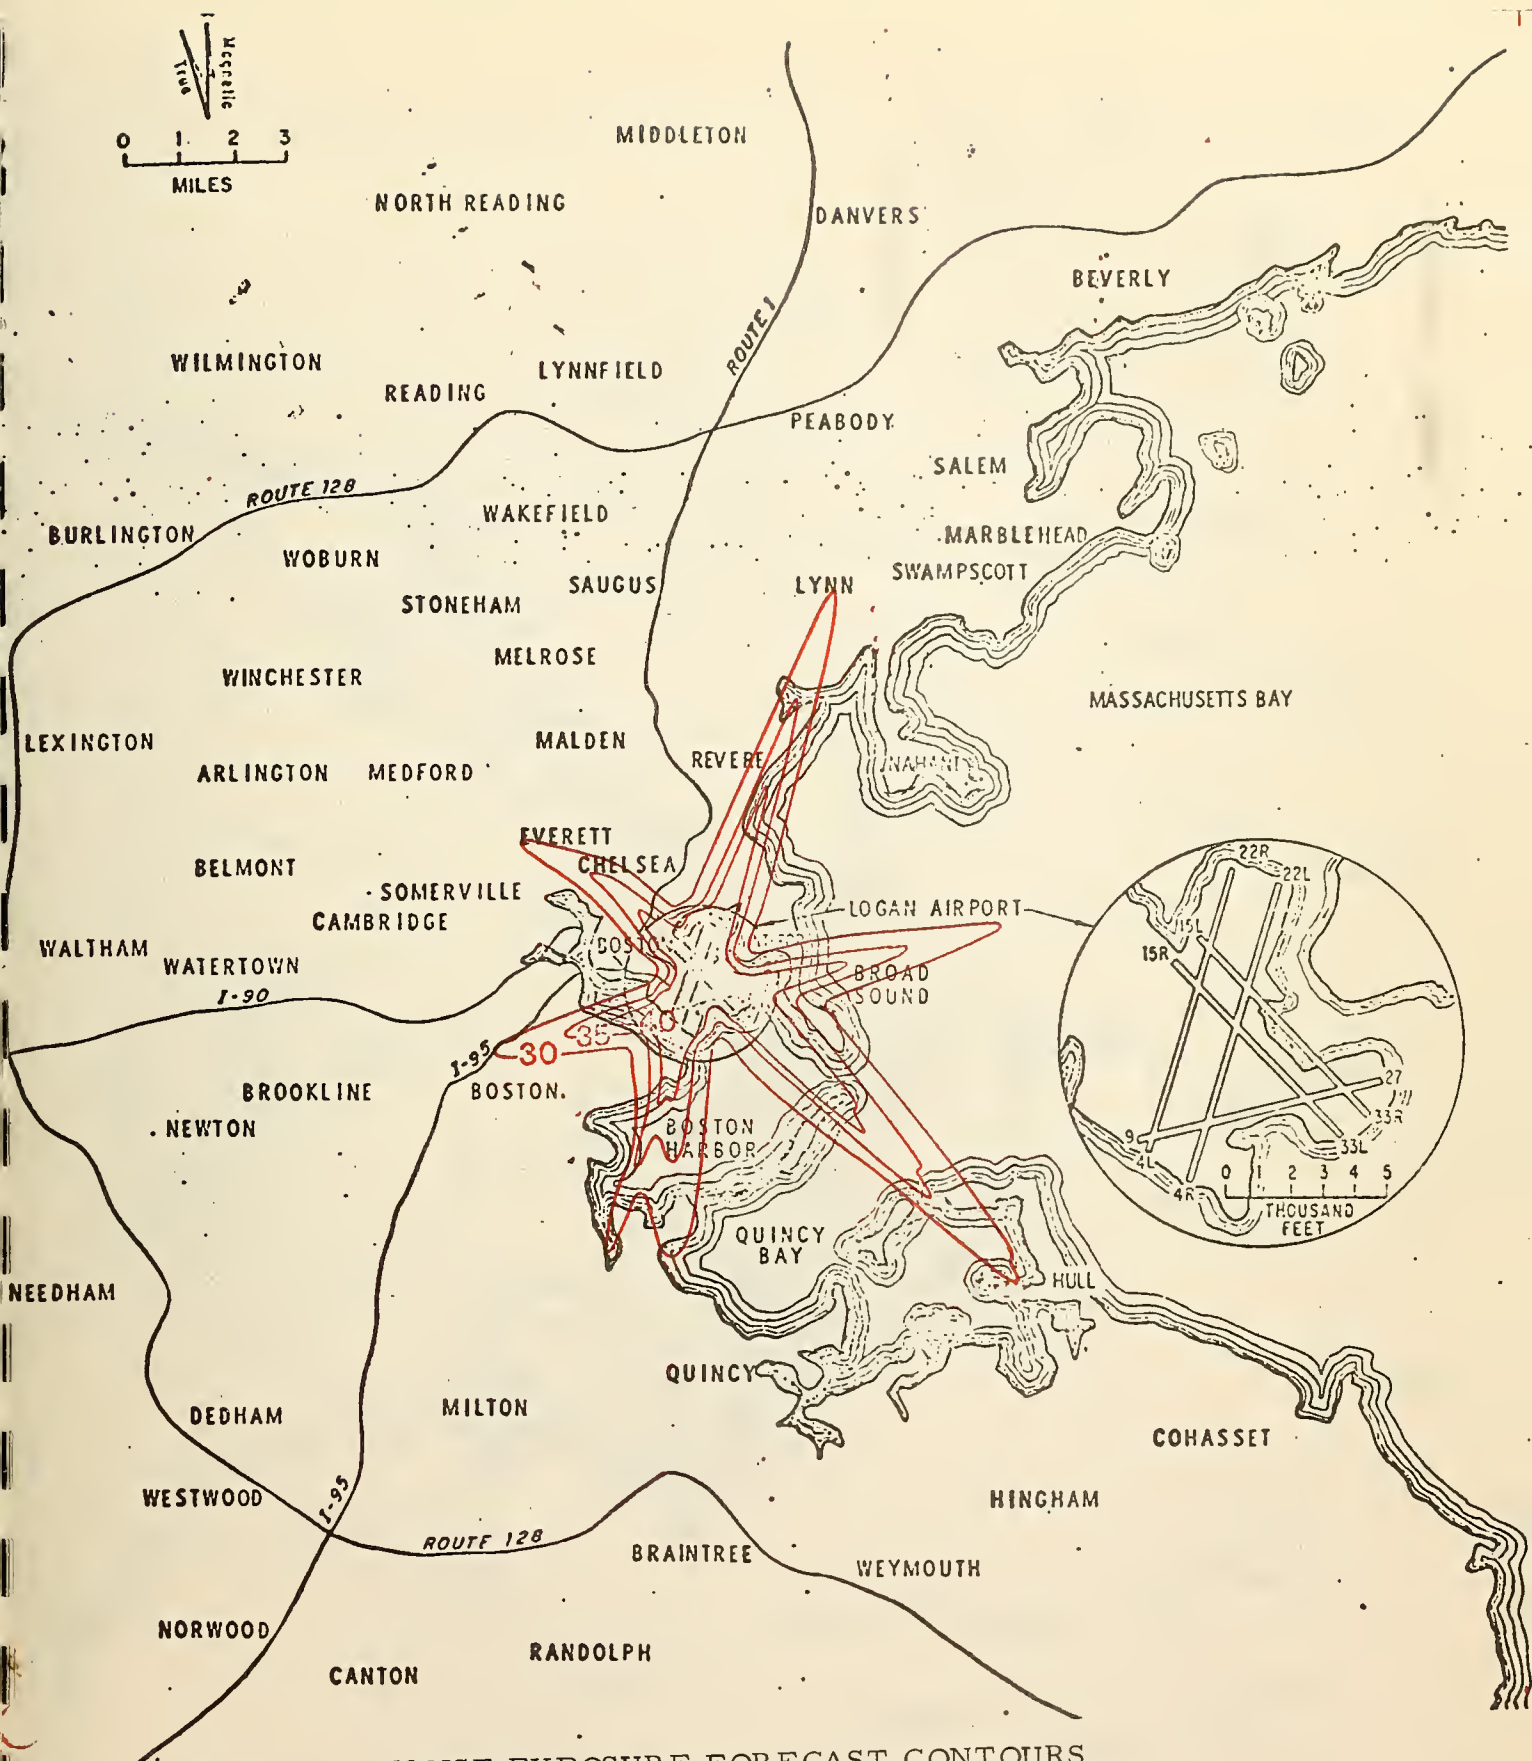 Magnetic
True
0 1 2 3
MILES
MIDDLETON
NORTH READING
DANVERS
BEVERLY
ROUTE 1
WILMINGTON
LYNNFIELD
READING
PEABODY
SALEM
ROUTE 128
WAKEFIELD
BURLINGTON
MARBLEHEAD
WOBURN
SWAMPSCOTT
SAUGUS
LYNN
STONEHAM
MELROSE
WINCHESTER
MASSACHUSETTS BAY
LEXINGTON
MALDEN
REVERE
NAHANT
ARLINGTON
MEDFORD
EVERETT
CHELSEA
BELMONT
SOMERVILLE
CAMBRIDGE
LOGAN AIRPORT
WALTHAM
WATERTOWN
BOSTON
BROAD
SOUND
I-90
22R
22L
15L
15R
27
33R
33L
9
4L
4R
0 1 2 3 4 5
THOUSAND
FEET
40
35
30
I-95
BOSTON
BROOKLINE
NEWTON
BOSTON
HARBOR
QUINCY
BAY
HULL
NEEDHAM
QUINCY
DEDHAM
MILTON
COHASSET
WESTWOOD
I-95
HINGHAM
ROUTE 128
BRAINTREE
WEYMOUTH
NORWOOD
RANDOLPH
CANTON
EXPOSURE FORECAST CONTOURS